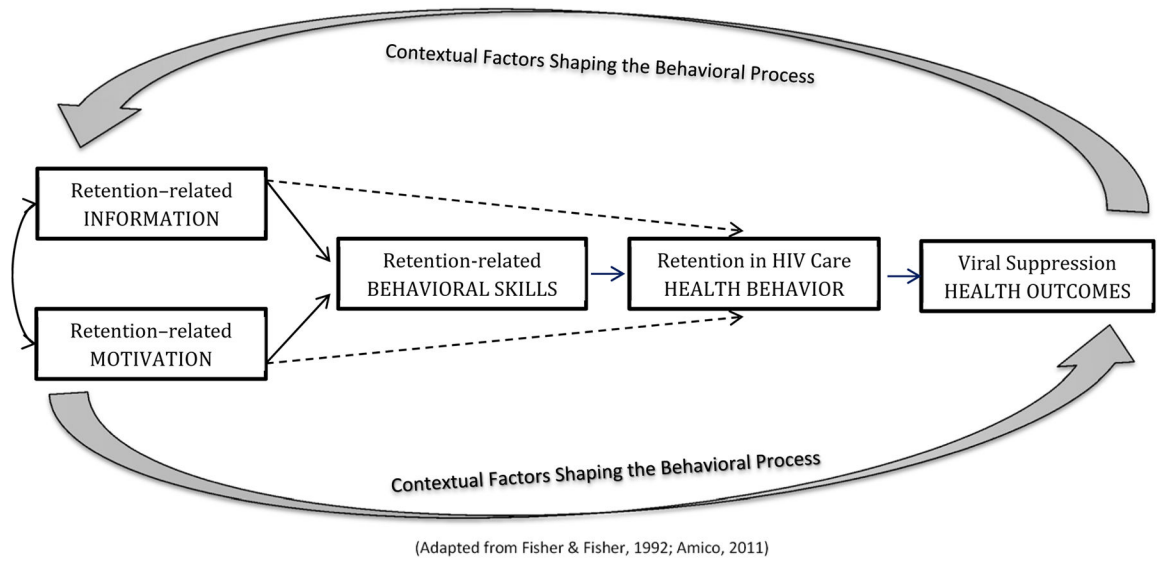 Contextual Factors Shaping the Behavioral Process
Retention–related
INFORMATION
Retention-related
BEHAVIORAL SKILLS
Retention in HIV Care
HEALTH BEHAVIOR
Viral Suppression
HEALTH OUTCOMES
Retention–related
MOTIVATION
Contextual Factors Shaping the Behavioral Process
(Adapted from Fisher & Fisher, 1992; Amico, 2011)